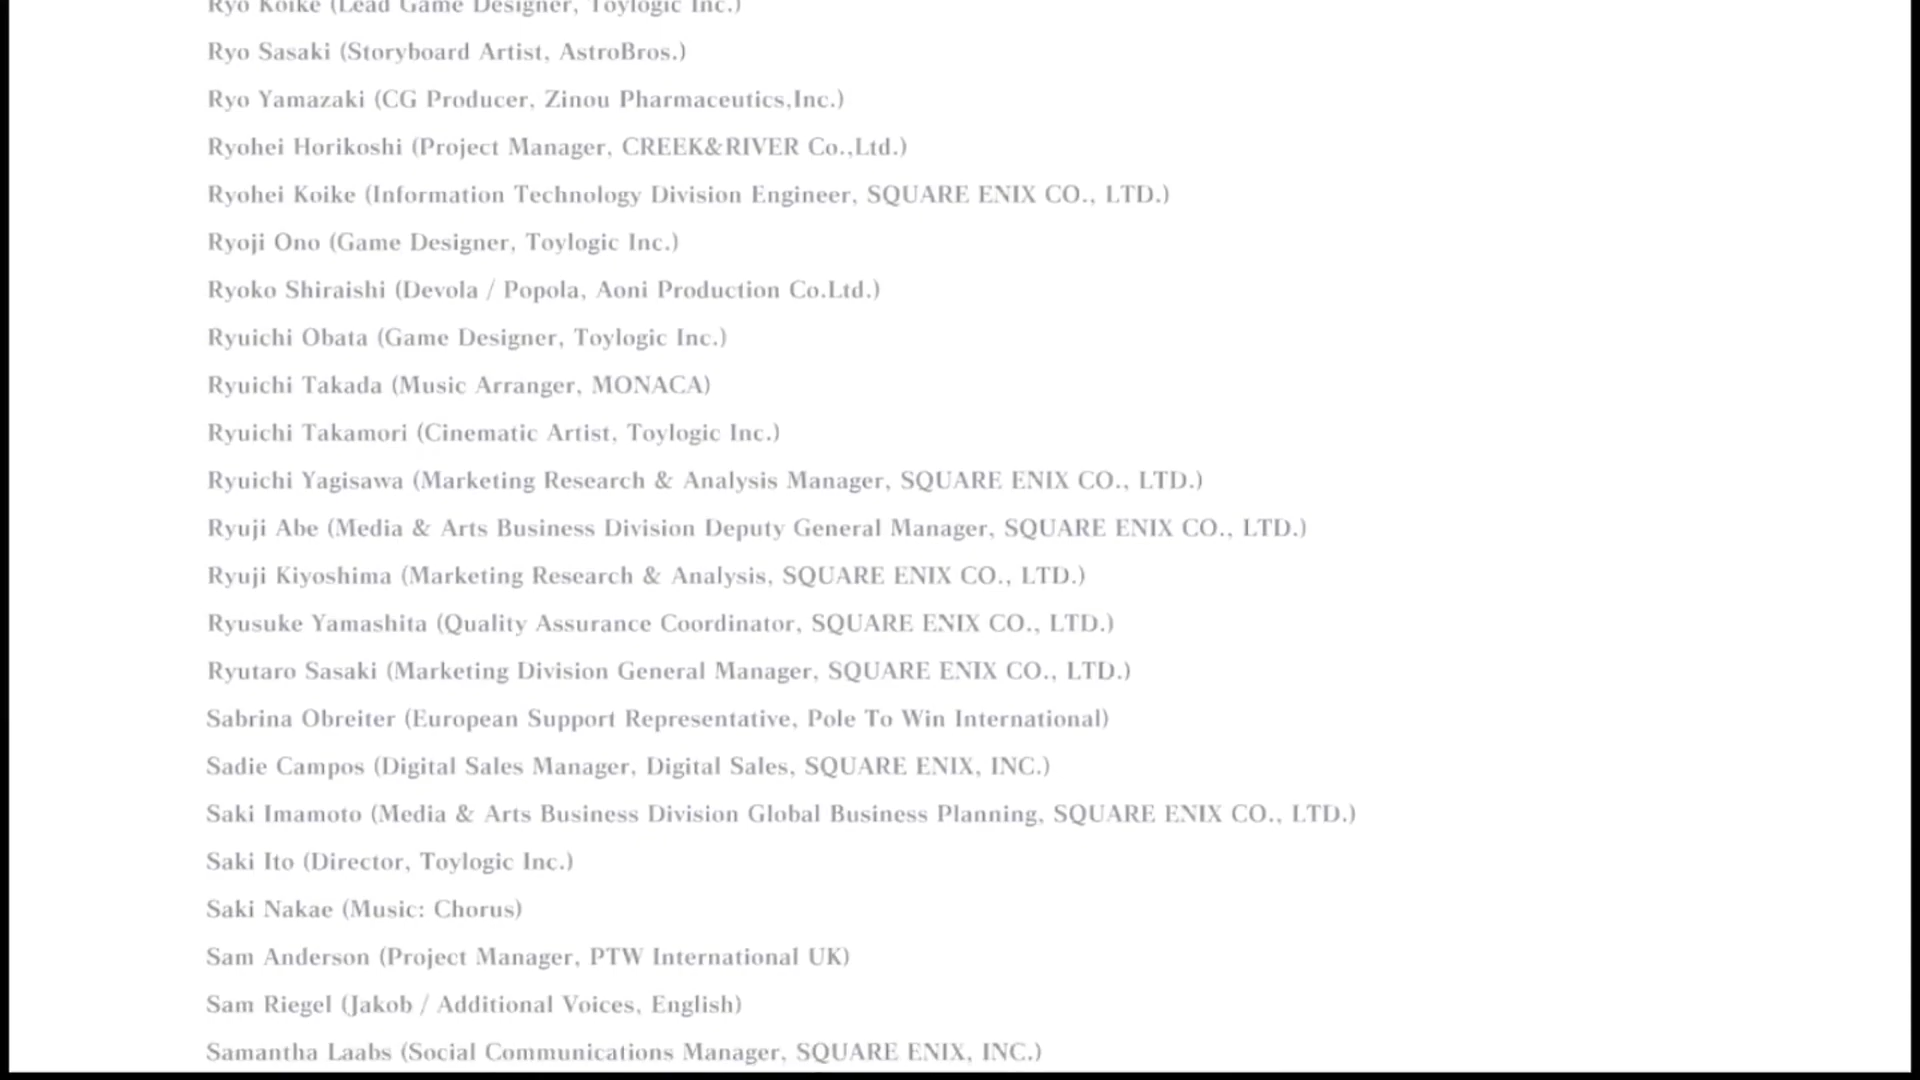 Ryo Koike (Lead Game Designer, Toylogic Inc.)
Ryo Sasaki (Storyboard Artist, AstroBros.)
Ryo Yamazaki (CG Producer, Zinou Pharmaceutics,Inc.)
Ryohei Horikoshi (Project Manager, CREEK&RIVER Co.,Ltd.)
Ryohei Koike (Information Technology Division Engineer, SQUARE ENIX CO., LTD.)
Ryoji Ono (Game Designer, Toylogic Inc.)
Ryoko Shiraishi (Devola / Popola, Aoni Production Co.Ltd.)
Ryuichi Obata (Game Designer, Toylogic Inc.)
Ryuichi Takada (Music Arranger, MONACA)
Ryuichi Takamori (Cinematic Artist, Toylogic Inc.)
Ryuichi Yagisawa (Marketing Research & Analysis Manager, SQUARE ENIX CO., LTD.)
Ryuji Abe (Media & Arts Business Division Deputy General Manager, SQUARE ENIX CO., LTD.)
Ryuji Kiyoshima (Marketing Research & Analysis, SQUARE ENIX CO., LTD.)
Ryusuke Yamashita (Quality Assurance Coordinator, SQUARE ENIX CO., LTD.)
Ryutaro Sasaki (Marketing Division General Manager, SQUARE ENIX CO., LTD.)
Sabrina Obreiter (European Support Representative, Pole To Win International)
Sadie Campos (Digital Sales Manager, Digital Sales, SQUARE ENIX, INC.)
Saki Imamoto (Media & Arts Business Division Global Business Planning, SQUARE ENIX CO., LTD.)
Saki Ito (Director, Toylogic Inc.)
Saki Nakae (Music: Chorus)
Sam Anderson (Project Manager, PTW International UK)
Sam Riegel (Jakob / Additional Voices, English)
Samantha Laabs (Social Communications Manager, SQUARE ENIX, INC.)